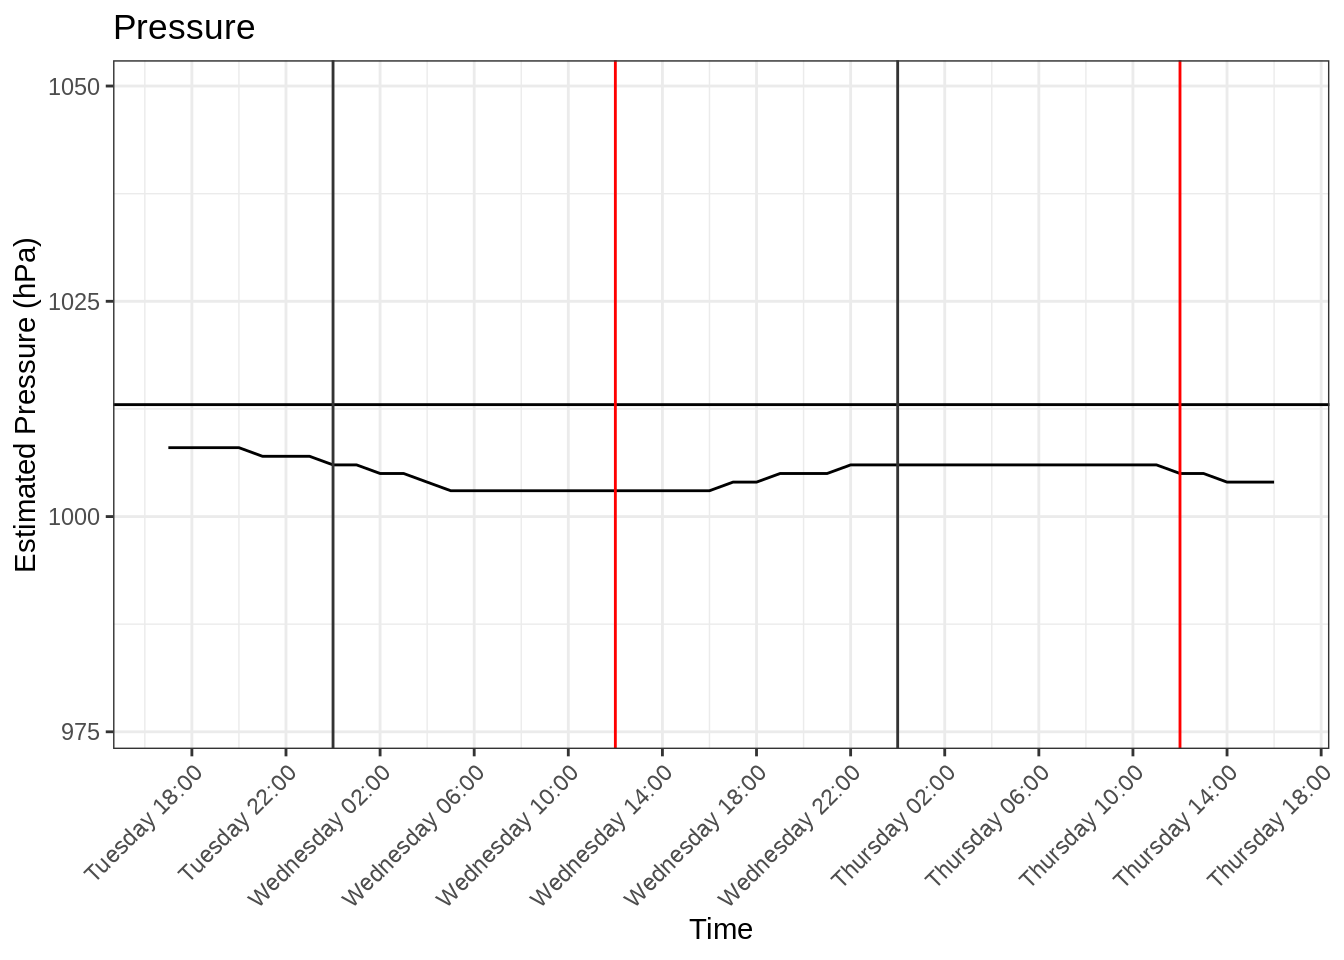 Pressure
Estimated Pressure (hPa)
1050
1025
1000
975
Tuesday 18:00
Tuesday 22:00
Wednesday 02:00
Wednesday 06:00
Wednesday 10:00
Wednesday 14:00
Wednesday 18:00
Wednesday 22:00
Thursday 02:00
Thursday 06:00
Thursday 10:00
Thursday 14:00
Thursday 18:00
Time